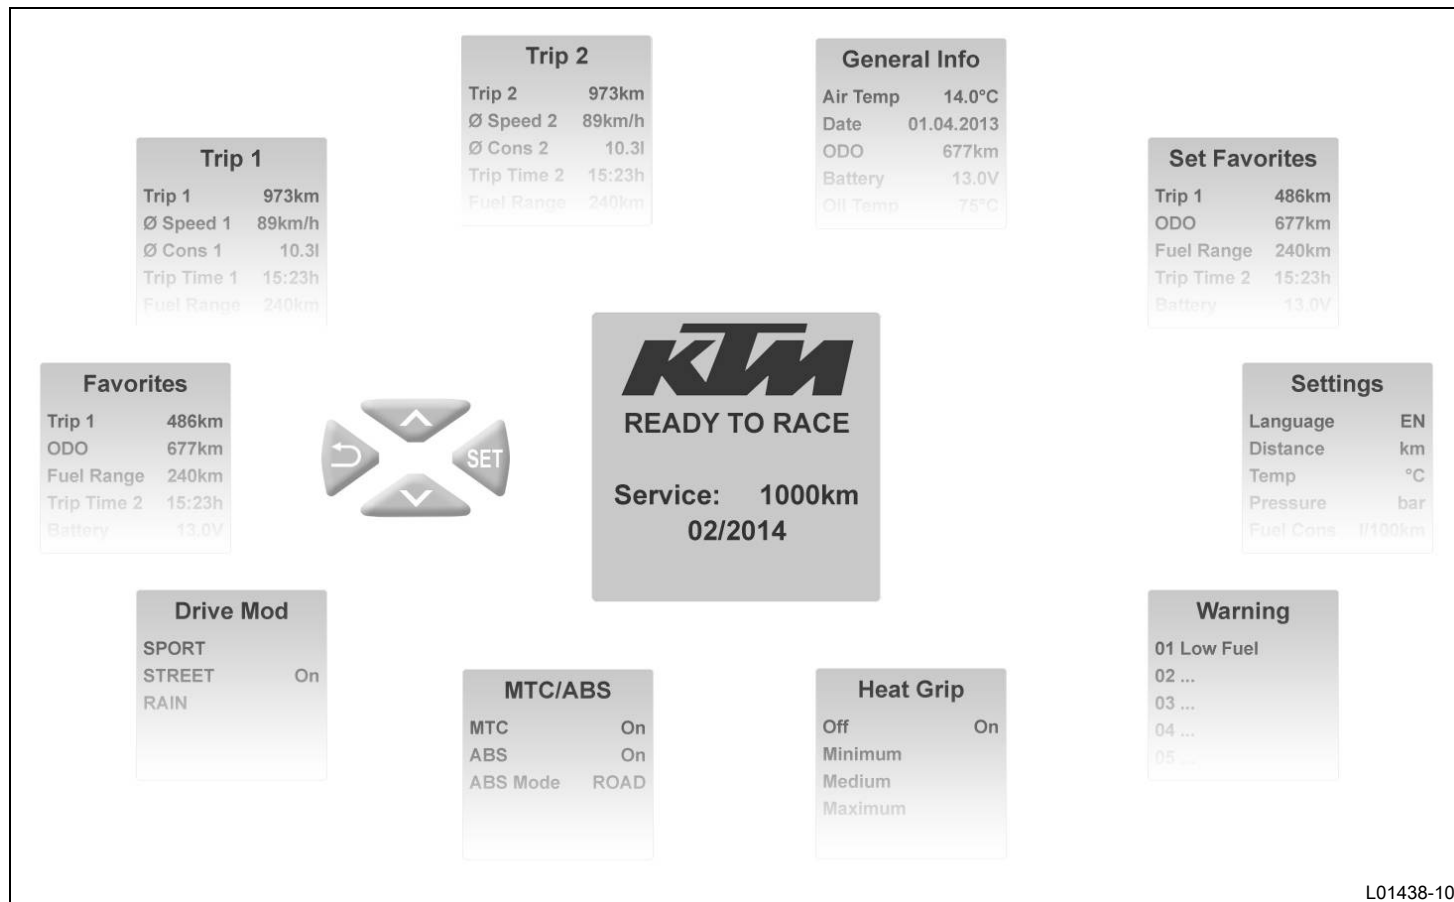 Trip 2
Trip 2 973km
Ø Speed 2 89km/h
Ø Cons 2 10.3l
Trip Time 2 15:23h
Fuel Range 240km
General Info
Air Temp 14.0°C
Date 01.04.2013
ODO 677km
Battery 13.0V
Oil Temp 75°C
Trip 1
Trip 1 973km
Ø Speed 1 89km/h
Ø Cons 1 10.3l
Trip Time 1 15:23h
Fuel Range 240km
Set Favorites
Trip 1 486km
ODO 677km
Fuel Range 240km
Trip Time 2 15:23h
Battery 13,0V
Favorites
Trip 1 486km
ODO 677km
Fuel Range 240km
Trip Time 2 15:23h
Battery 13,0V
SET
KTM
READY TO RACE
Service: 1000km
02/2014
Settings
Language EN
Distance km
Temp °C
Pressure bar
Fuel Cons l/100km
Drive Mod
SPORT
STREET On
RAIN
MTC/ABS
MTC On
ABS On
ABS Mode ROAD
Heat Grip
Off On
Minimum
Medium
Maximum
Warning
01 Low Fuel
02 ...
03 ...
04 ...
05 ...
L01438-10